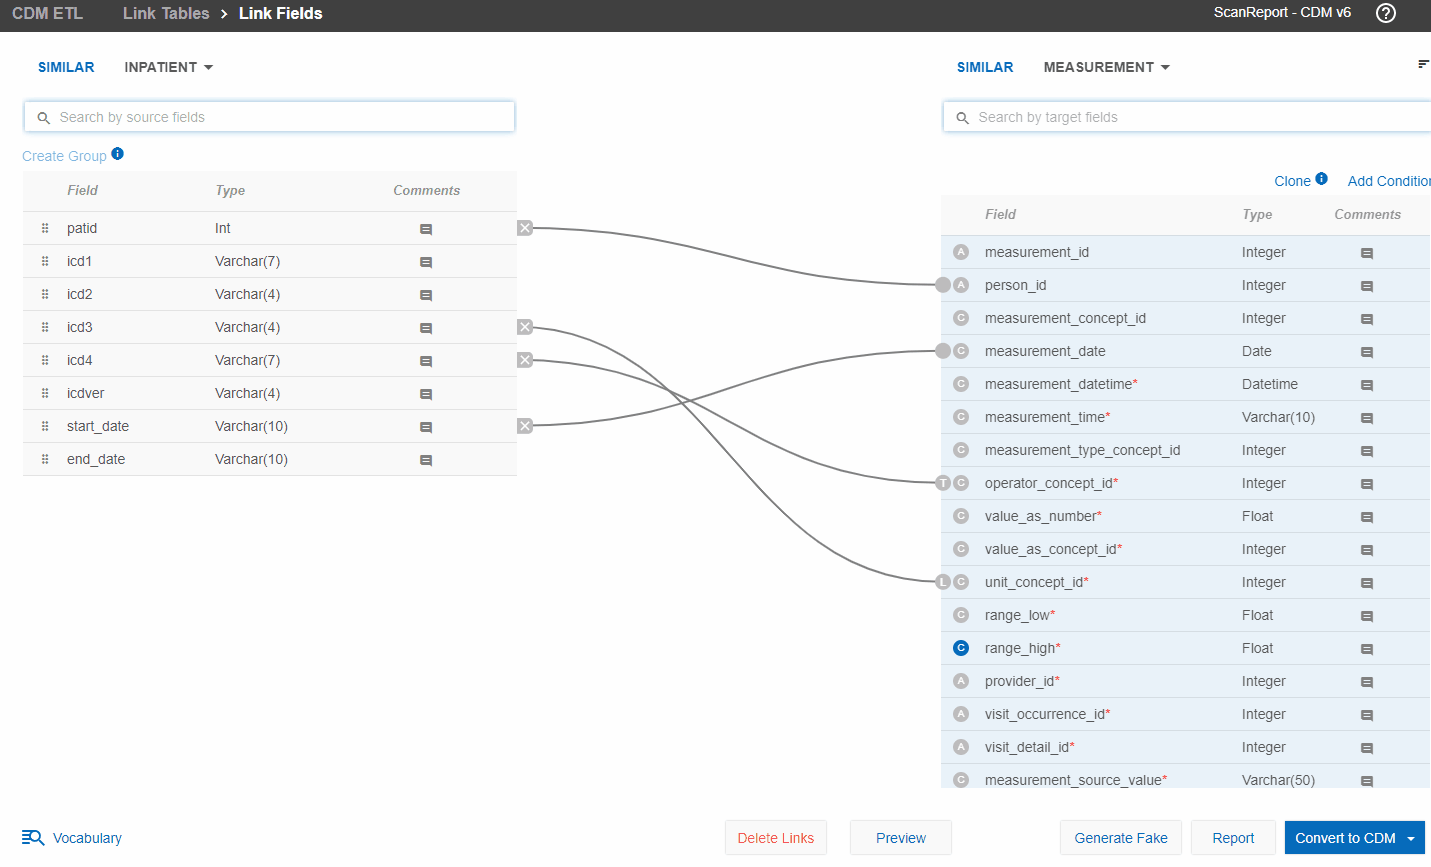 CDM ETL Link Tables > Link Fields ScanReport - CDM v6 ?
SIMILAR INPATIENT SIMILAR MEASUREMENT
Search by source fields Search by target fields
Create Group i
Clone i Add Condition
Field Type Comments
Field Type Comments
patid Int
icd1 Varchar(7)
icd2 Varchar(4)
icd3 Varchar(4)
icd4 Varchar(7)
icdver Varchar(4)
start_date Varchar(10)
end_date Varchar(10)
A measurement_id Integer
A person_id Integer
C measurement_concept_id Integer
C measurement_date Date
C measurement_datetime* Datetime
C measurement_time* Varchar(10)
C measurement_type_concept_id Integer
T C operator_concept_id* Integer
C value_as_number* Float
C value_as_concept_id* Integer
L C unit_concept_id* Integer
C range_low* Float
C range_high* Float
A provider_id* Integer
A visit_occurrence_id* Integer
A visit_detail_id* Integer
C measurement_source_value* Varchar(50)
Vocabulary Delete Links Preview Generate Fake Report Convert to CDM